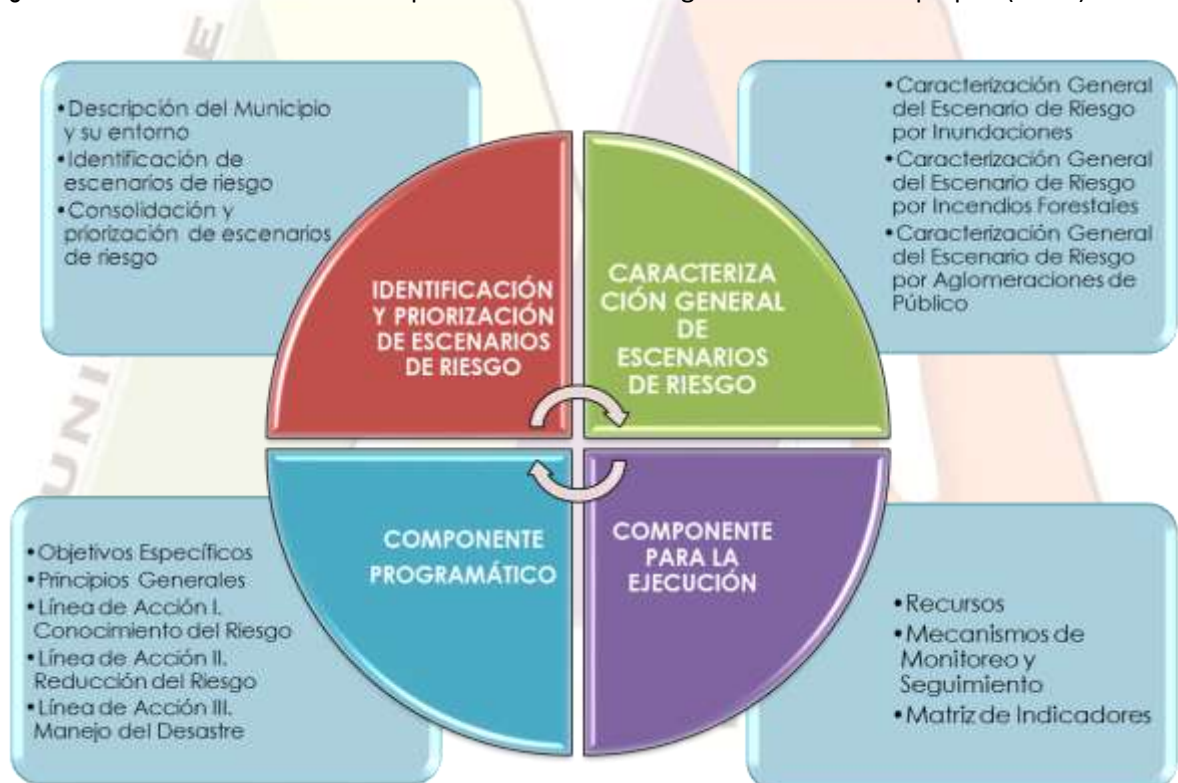 •Descripción del Municipio
y su entorno
•Identificación de
escenarios de riesgo
•Consolidación y
priorización de escenarios
de riesgo
IDENTIFICACIÓN
Y PRIORIZACIÓN
DE ESCENARIOS
DE RIESGO
CARACTERIZA
CIÓN GENERAL
DE
ESCENARIOS
DE RIESGO
•Caracterización General
del Escenario de Riesgo
por Inundaciones
•Caracterización General
del Escenario de Riesgo
por Incendios Forestales
•Caracterización General
del Escenario de Riesgo
por Aglomeraciones de
Público
•Objetivos Específicos
•Principios Generales
•Línea de Acción I.
Conocimiento del Riesgo
•Línea de Acción II.
Reducción del Riesgo
•Línea de Acción III.
Manejo del Desastre
COMPONENTE
PROGRAMÁTICO
COMPONENTE
PARA LA
EJECUCIÓN
•Recursos
•Mecanismos de
Monitoreo y
Seguimiento
•Matriz de Indicadores